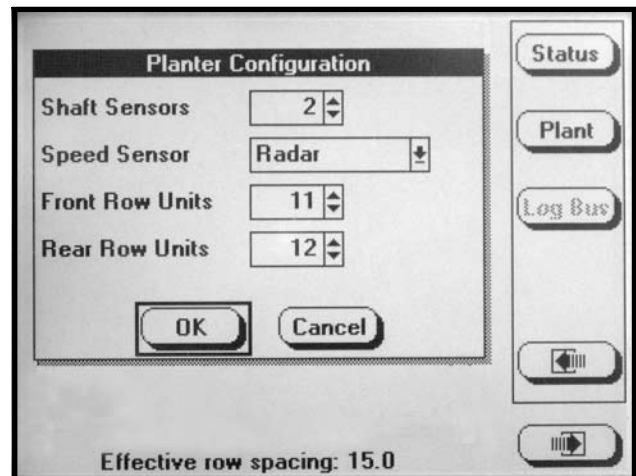 Planter Configuration
Shaft Sensors 2
Speed Sensor Radar
Front Row Units 11
Rear Row Units 12
OK Cancel
Effective row spacing: 15.0
Status
Plant
Log Bus